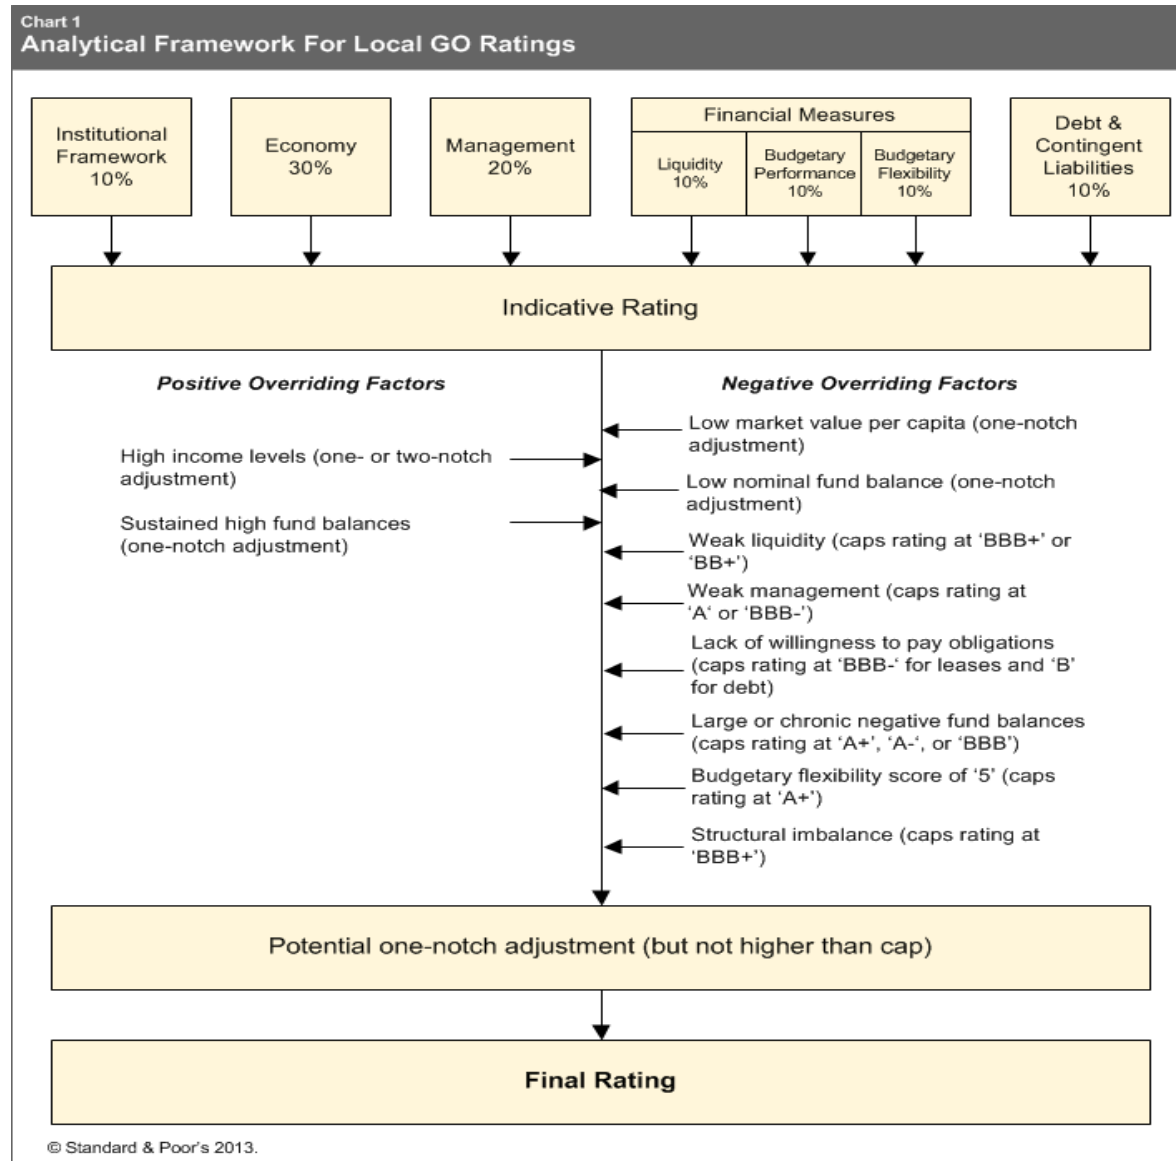 Chart 1
Analytical Framework For Local GO Ratings
Institutional
Framework
10%
Economy
30%
Management
20%
Financial Measures
Liquidity
10%
Budgetary
Performance
10%
Budgetary
Flexibility
10%
Debt &
Contingent
Liabilities
10%
Indicative Rating
Positive Overriding Factors
High income levels (one- or two-notch
adjustment)
Sustained high fund balances
(one-notch adjustment)
Negative Overriding Factors
Low market value per capita (one-notch
adjustment)
Low nominal fund balance (one-notch
adjustment)
Weak liquidity (caps rating at ‘BBB+’ or
‘BB+’)
Weak management (caps rating at
‘A‘ or ‘BBB-’)
Lack of willingness to pay obligations
(caps rating at ‘BBB-‘ for leases and ‘B’
for debt)
Large or chronic negative fund balances
(caps rating at ‘A+’, ‘A-‘, or ‘BBB’)
Budgetary flexibility score of ‘5’ (caps
rating at ‘A+’)
Structural imbalance (caps rating at
‘BBB+’)
Potential one-notch adjustment (but not higher than cap)
Final Rating
© Standard & Poor’s 2013.